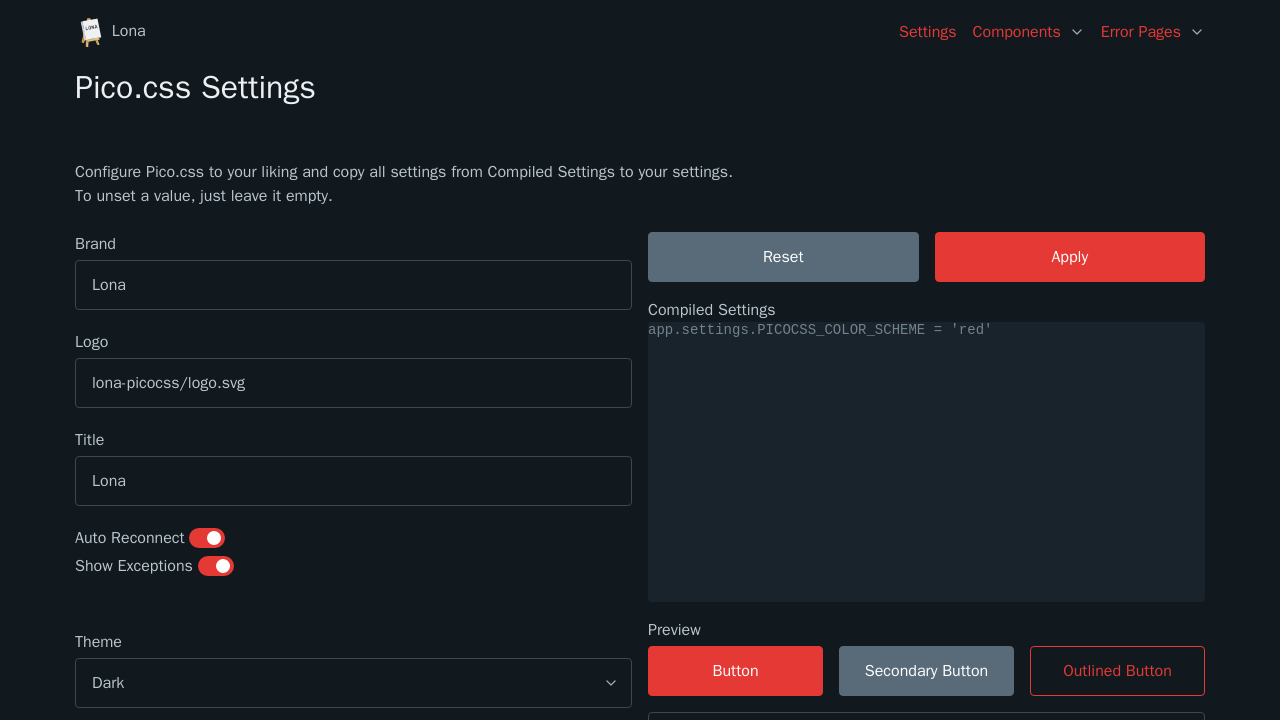 LONA
Lona
Settings
Components
Error Pages
Pico.css Settings
Configure Pico.css to your liking and copy all settings from Compiled Settings to your settings.
To unset a value, just leave it empty.
Brand
Lona
Logo
lona-picocss/logo.svg
Title
Lona
Auto Reconnect
Show Exceptions
Theme
Dark
Reset
Apply
Compiled Settings
app.settings.PICOCSS_COLOR_SCHEME = 'red'
Preview
Button
Secondary Button
Outlined Button